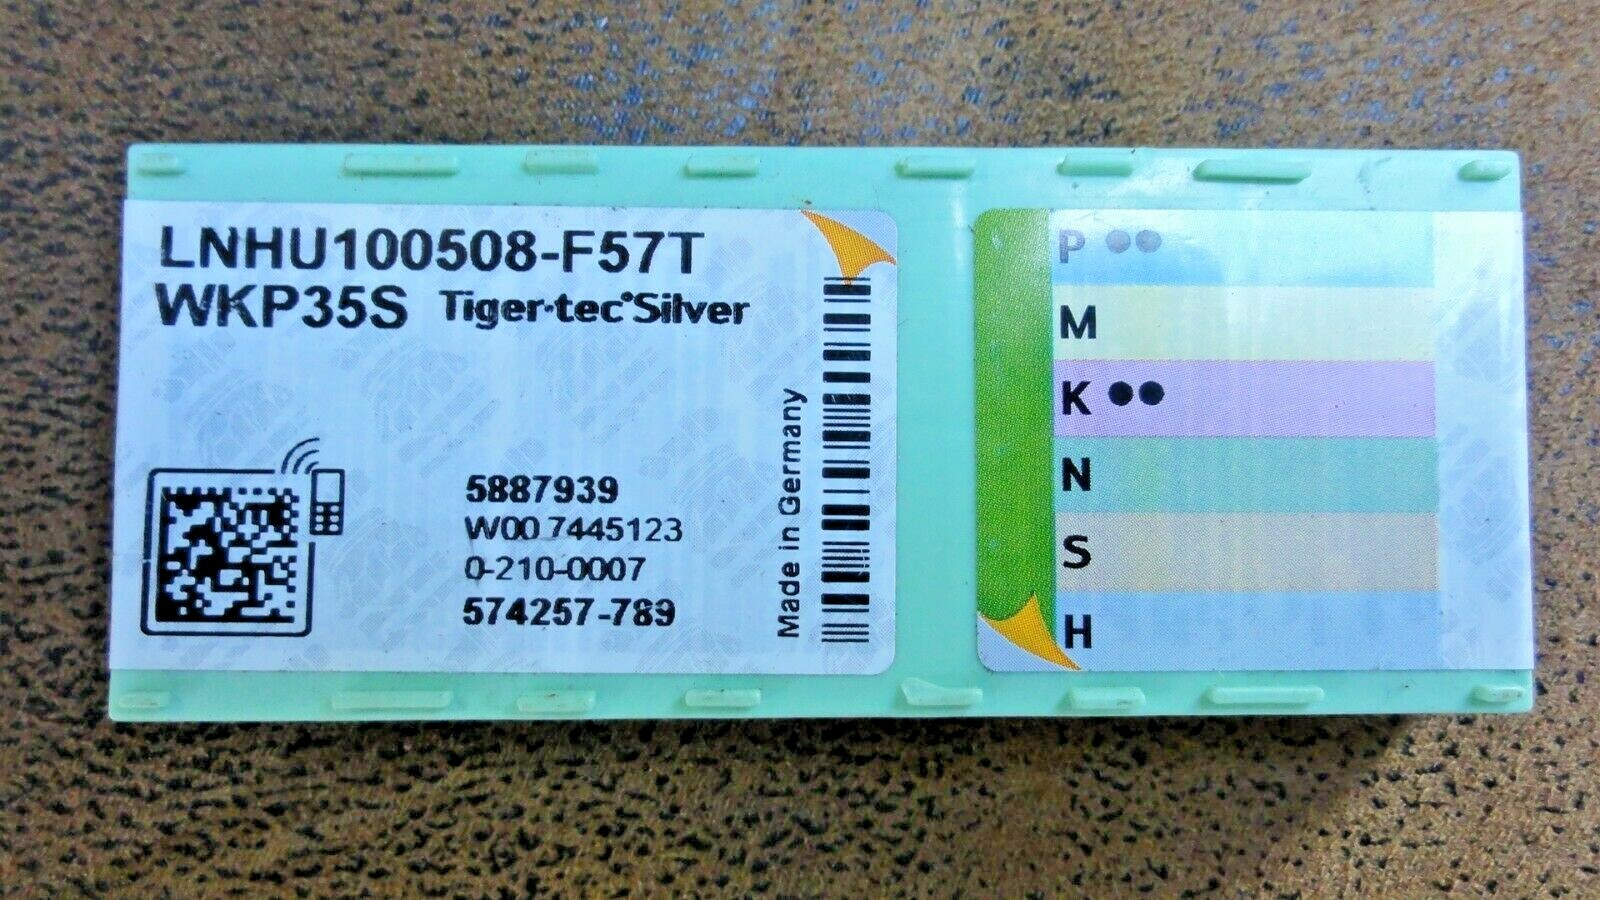 LNHU100508-F57T
WKP35S Tiger·tec®Silver
5887939
W00 7445123
0-210-0007
574257-789
Made in Germany
P ●●
M
K ●●
N
S
H